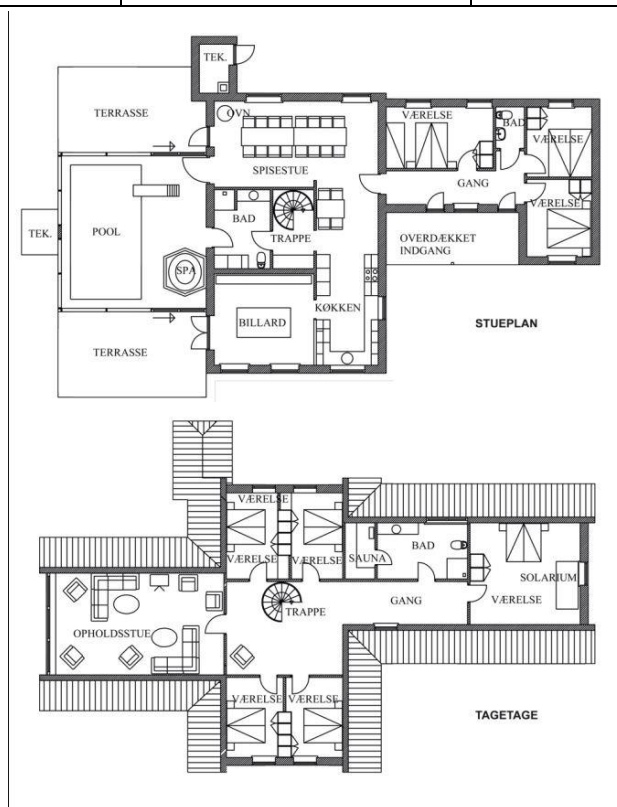 TEK.
TERRASSE
OVN
VÆRELSE
BAD
VÆRELSE
SPISESTUE
GANG
VÆRELSE
TEK.
POOL
BAD
TRAPPE
OVERDÆKKET
INDGANG
SPA
KØKKEN
BILLARD
STUEPLAN
TERRASSE
VÆRELSE
VÆRELSE
VÆRELSE
SAUNA
BAD
SOLARIUM
VÆRELSE
GANG
TRAPPE
OPHOLDSSTUE
VÆRELSE
VÆRELSE
TAGETAGE